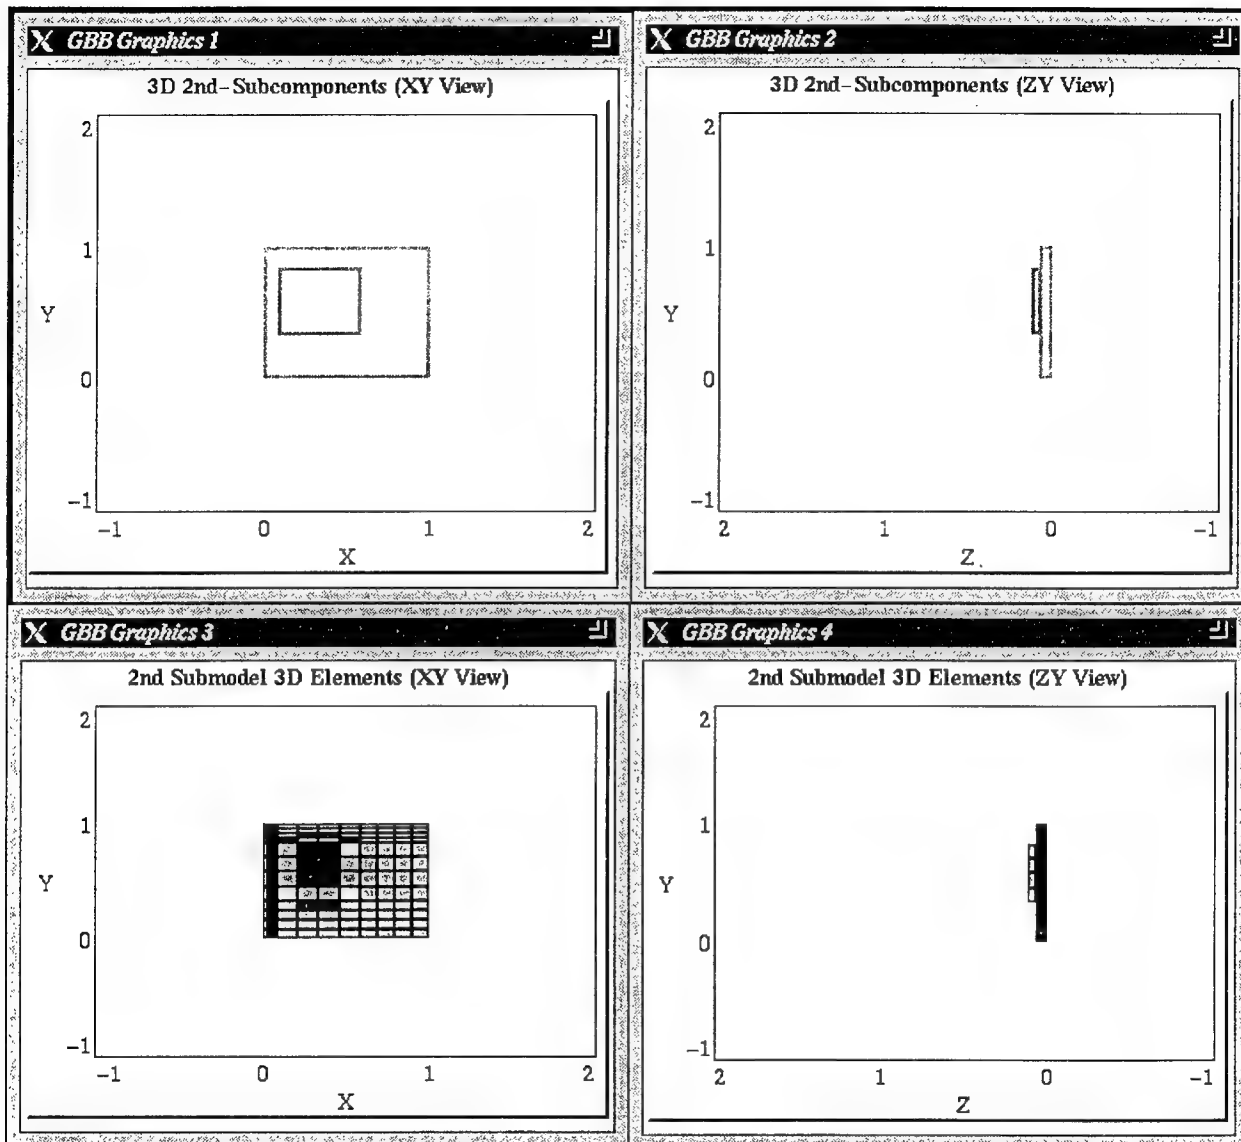 GBB Graphics 1
3D 2nd-Subcomponents (XY View)
2
1
Y
0
-1
-1 0 1 2
X
GBB Graphics 2
3D 2nd-Subcomponents (ZY View)
2
1
Y
0
-1
2 1 0 -1
Z
GBB Graphics 3
2nd Submodel 3D Elements (XY View)
2
1
Y
0
-1
-1 0 1 2
X
GBB Graphics 4
2nd Submodel 3D Elements (ZY View)
2
1
Y
0
-1
2 1 0 -1
Z